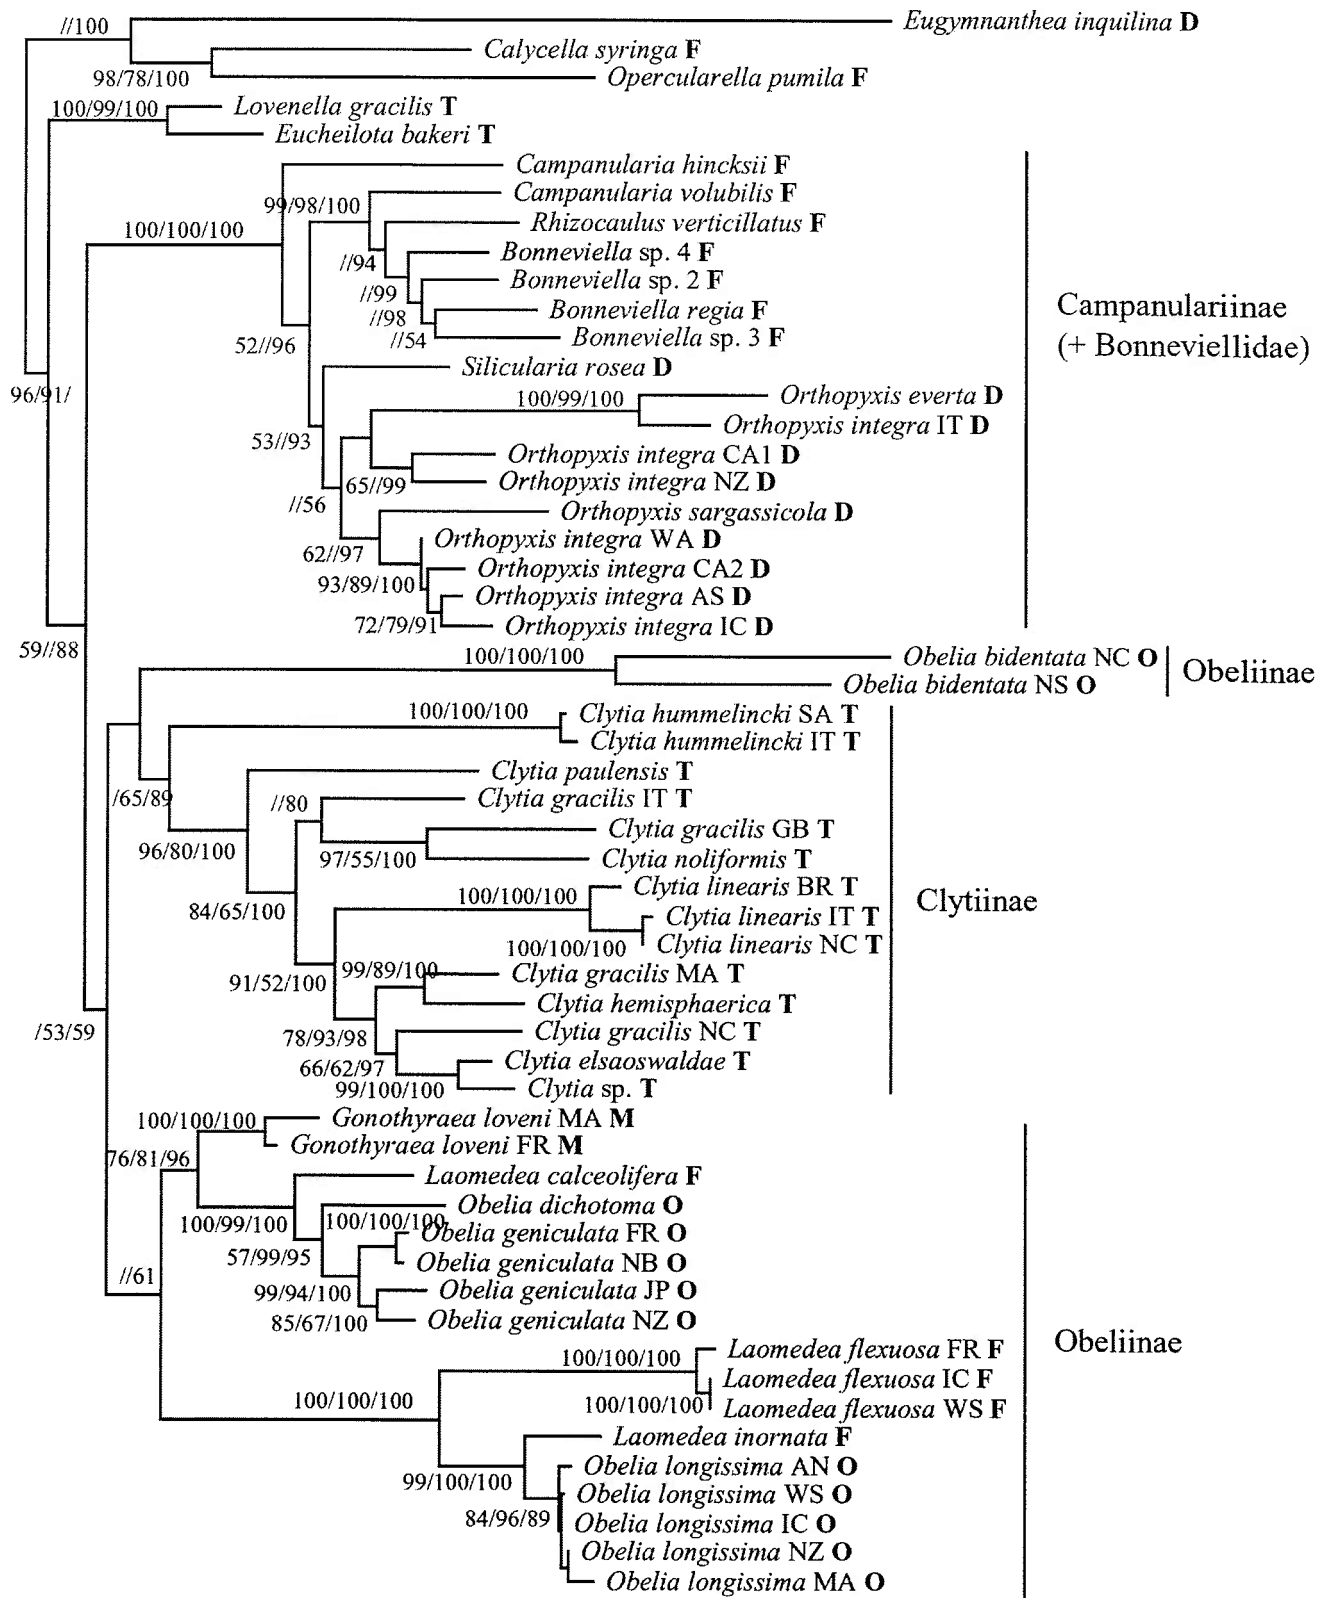 //100
Eugymnanthea inquilina D
Calycella syringa F
98/78/100
Opercularella pumila F
100/99/100
Lovenella gracilis T
Eucheilota bakeri T
Campanularia hincksii F
Campanularia volubilis F
99/98/100
Rhizocaulus verticillatus F
100/100/100
Bonneviella sp. 4 F
//94
Bonneviella sp. 2 F
//99
Bonneviella regia F
//98
Bonneviella sp. 3 F
//54
52//96
Campanulariinae
(+ Bonneviellidae)
Silicularia rosea D
96/91/
Orthopyxis everta D
100/99/100
Orthopyxis integra IT D
53//93
Orthopyxis integra CA1 D
Orthopyxis integra NZ D
65//99
//56
Orthopyxis sargassicola D
Orthopyxis integra WA D
62//97
Orthopyxis integra CA2 D
93/89/100
Orthopyxis integra AS D
Orthopyxis integra IC D
72/79/91
59//88
100/100/100
Obelia bidentata NC O
Obelia bidentata NS O
Obeliinae
100/100/100
Clytia hummelincki SA T
Clytia hummelincki IT T
Clytia paulensis T
/65/89
//80
Clytia gracilis IT T
Clytia gracilis GB T
96/80/100
97/55/100
Clytia noliformis T
Clytia linearis BR T
100/100/100
84/65/100
Clytia linearis IT T
Clytia linearis NC T
100/100/100
Clytiinae
99/89/100
Clytia gracilis MA T
91/52/100
Clytia hemisphaerica T
/53/59
Clytia gracilis NC T
78/93/98
Clytia elsaoswaldae T
66/62/97
Clytia sp. T
99/100/100
100/100/100
Gonothyraea loveni MA M
Gonothyraea loveni FR M
76/81/96
Laomedea calceolifera F
Obelia dichotoma O
100/99/100
100/100/100
Obelia geniculata FR O
57/99/95
Obelia geniculata NB O
//61
Obelia geniculata JP O
99/94/100
Obelia geniculata NZ O
85/67/100
Obeliinae
Laomedea flexuosa FR F
100/100/100
Laomedea flexuosa IC F
Laomedea flexuosa WS F
100/100/100
100/100/100
Laomedea inornata F
Obelia longissima AN O
99/100/100
Obelia longissima WS O
84/96/89
Obelia longissima IC O
Obelia longissima NZ O
Obelia longissima MA O